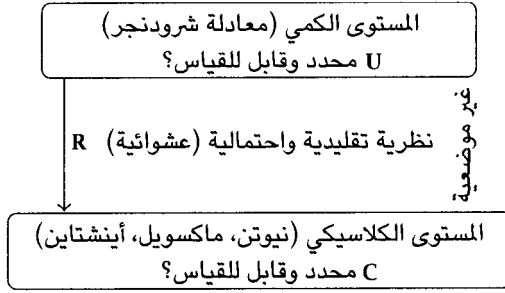 المستوى الكمي (معادلة شرودنجر)
U محدد وقابل للقياس؟
غير موضعية
نظرية تقليدية واحتمالية (عشوائية) R
المستوى الكلاسيكي (نيوتن، ماكسويل، أينشتاين)
C محدد وقابل للقياس؟